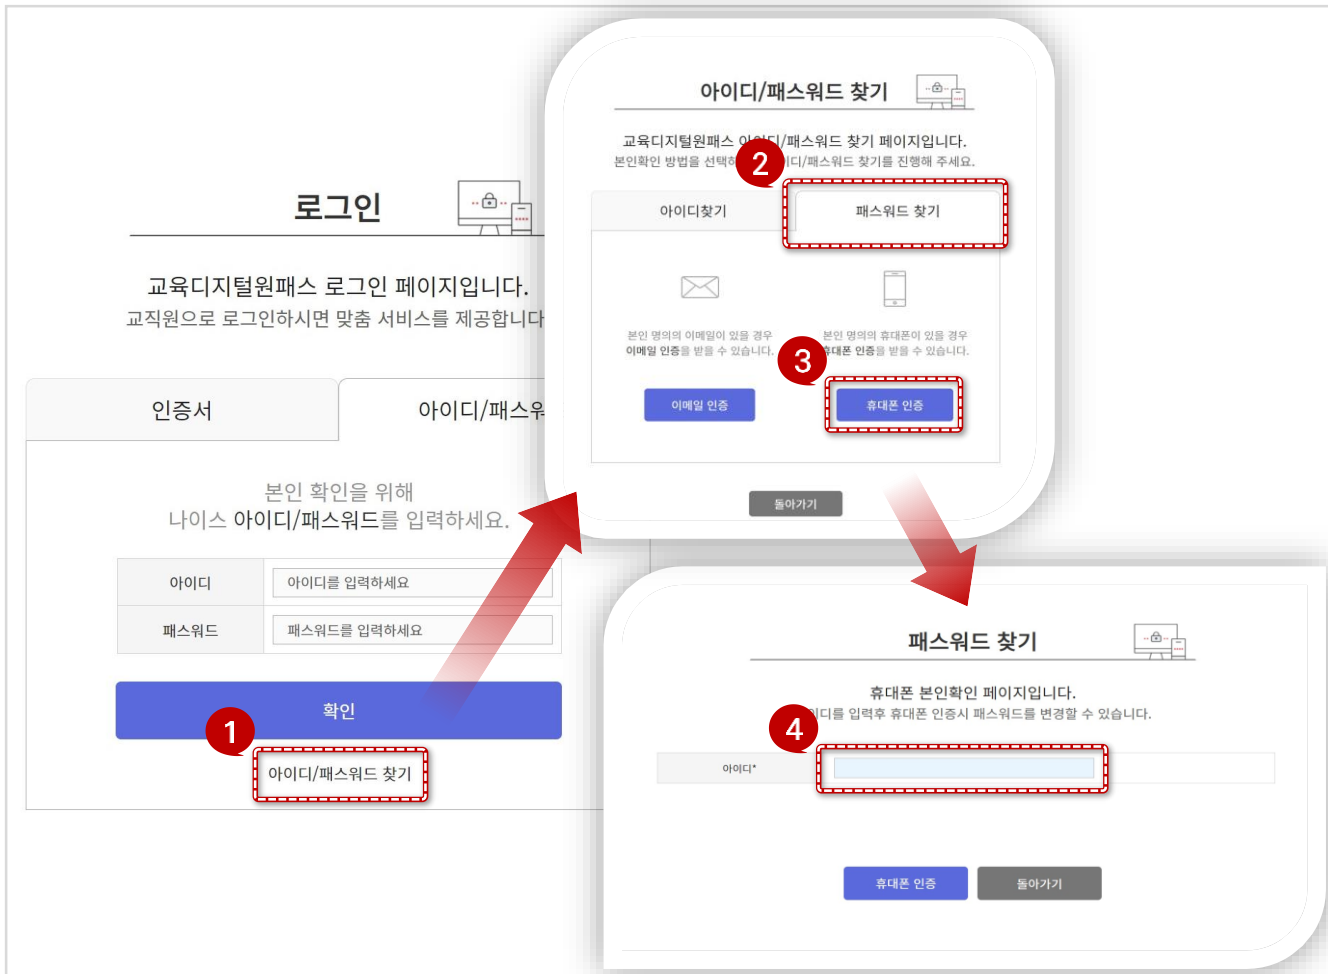 로그인
교육디지털원패스 로그인 페이지입니다.
교직원으로 로그인하시면 맞춤 서비스를 제공합니다
인증서
아이디/패스워
본인 확인을 위해
나이스 아이디/패스워드를 입력하세요.
아이디
아이디를 입력하세요
패스워드
패스워드를 입력하세요
확인
1
아이디/패스워드 찾기
아이디/패스워드 찾기
교육디지털원패스 아이디/패스워드 찾기 페이지입니다.
본인확인 방법을 선택하 이디/패스워드 찾기를 진행해 주세요.
2
아이디찾기
패스워드 찾기
본인 명의의 이메일이 있을 경우
이메일 인증을 받을 수 있습니다.
본인 명의의 휴대폰이 있을 경우
휴대폰 인증을 받을 수 있습니다.
3
이메일 인증
휴대폰 인증
돌아가기
패스워드 찾기
휴대폰 본인확인 페이지입니다.
이디를 입력후 휴대폰 인증시 패스워드를 변경할 수 있습니다.
4
아이디*
휴대폰 인증
돌아가기